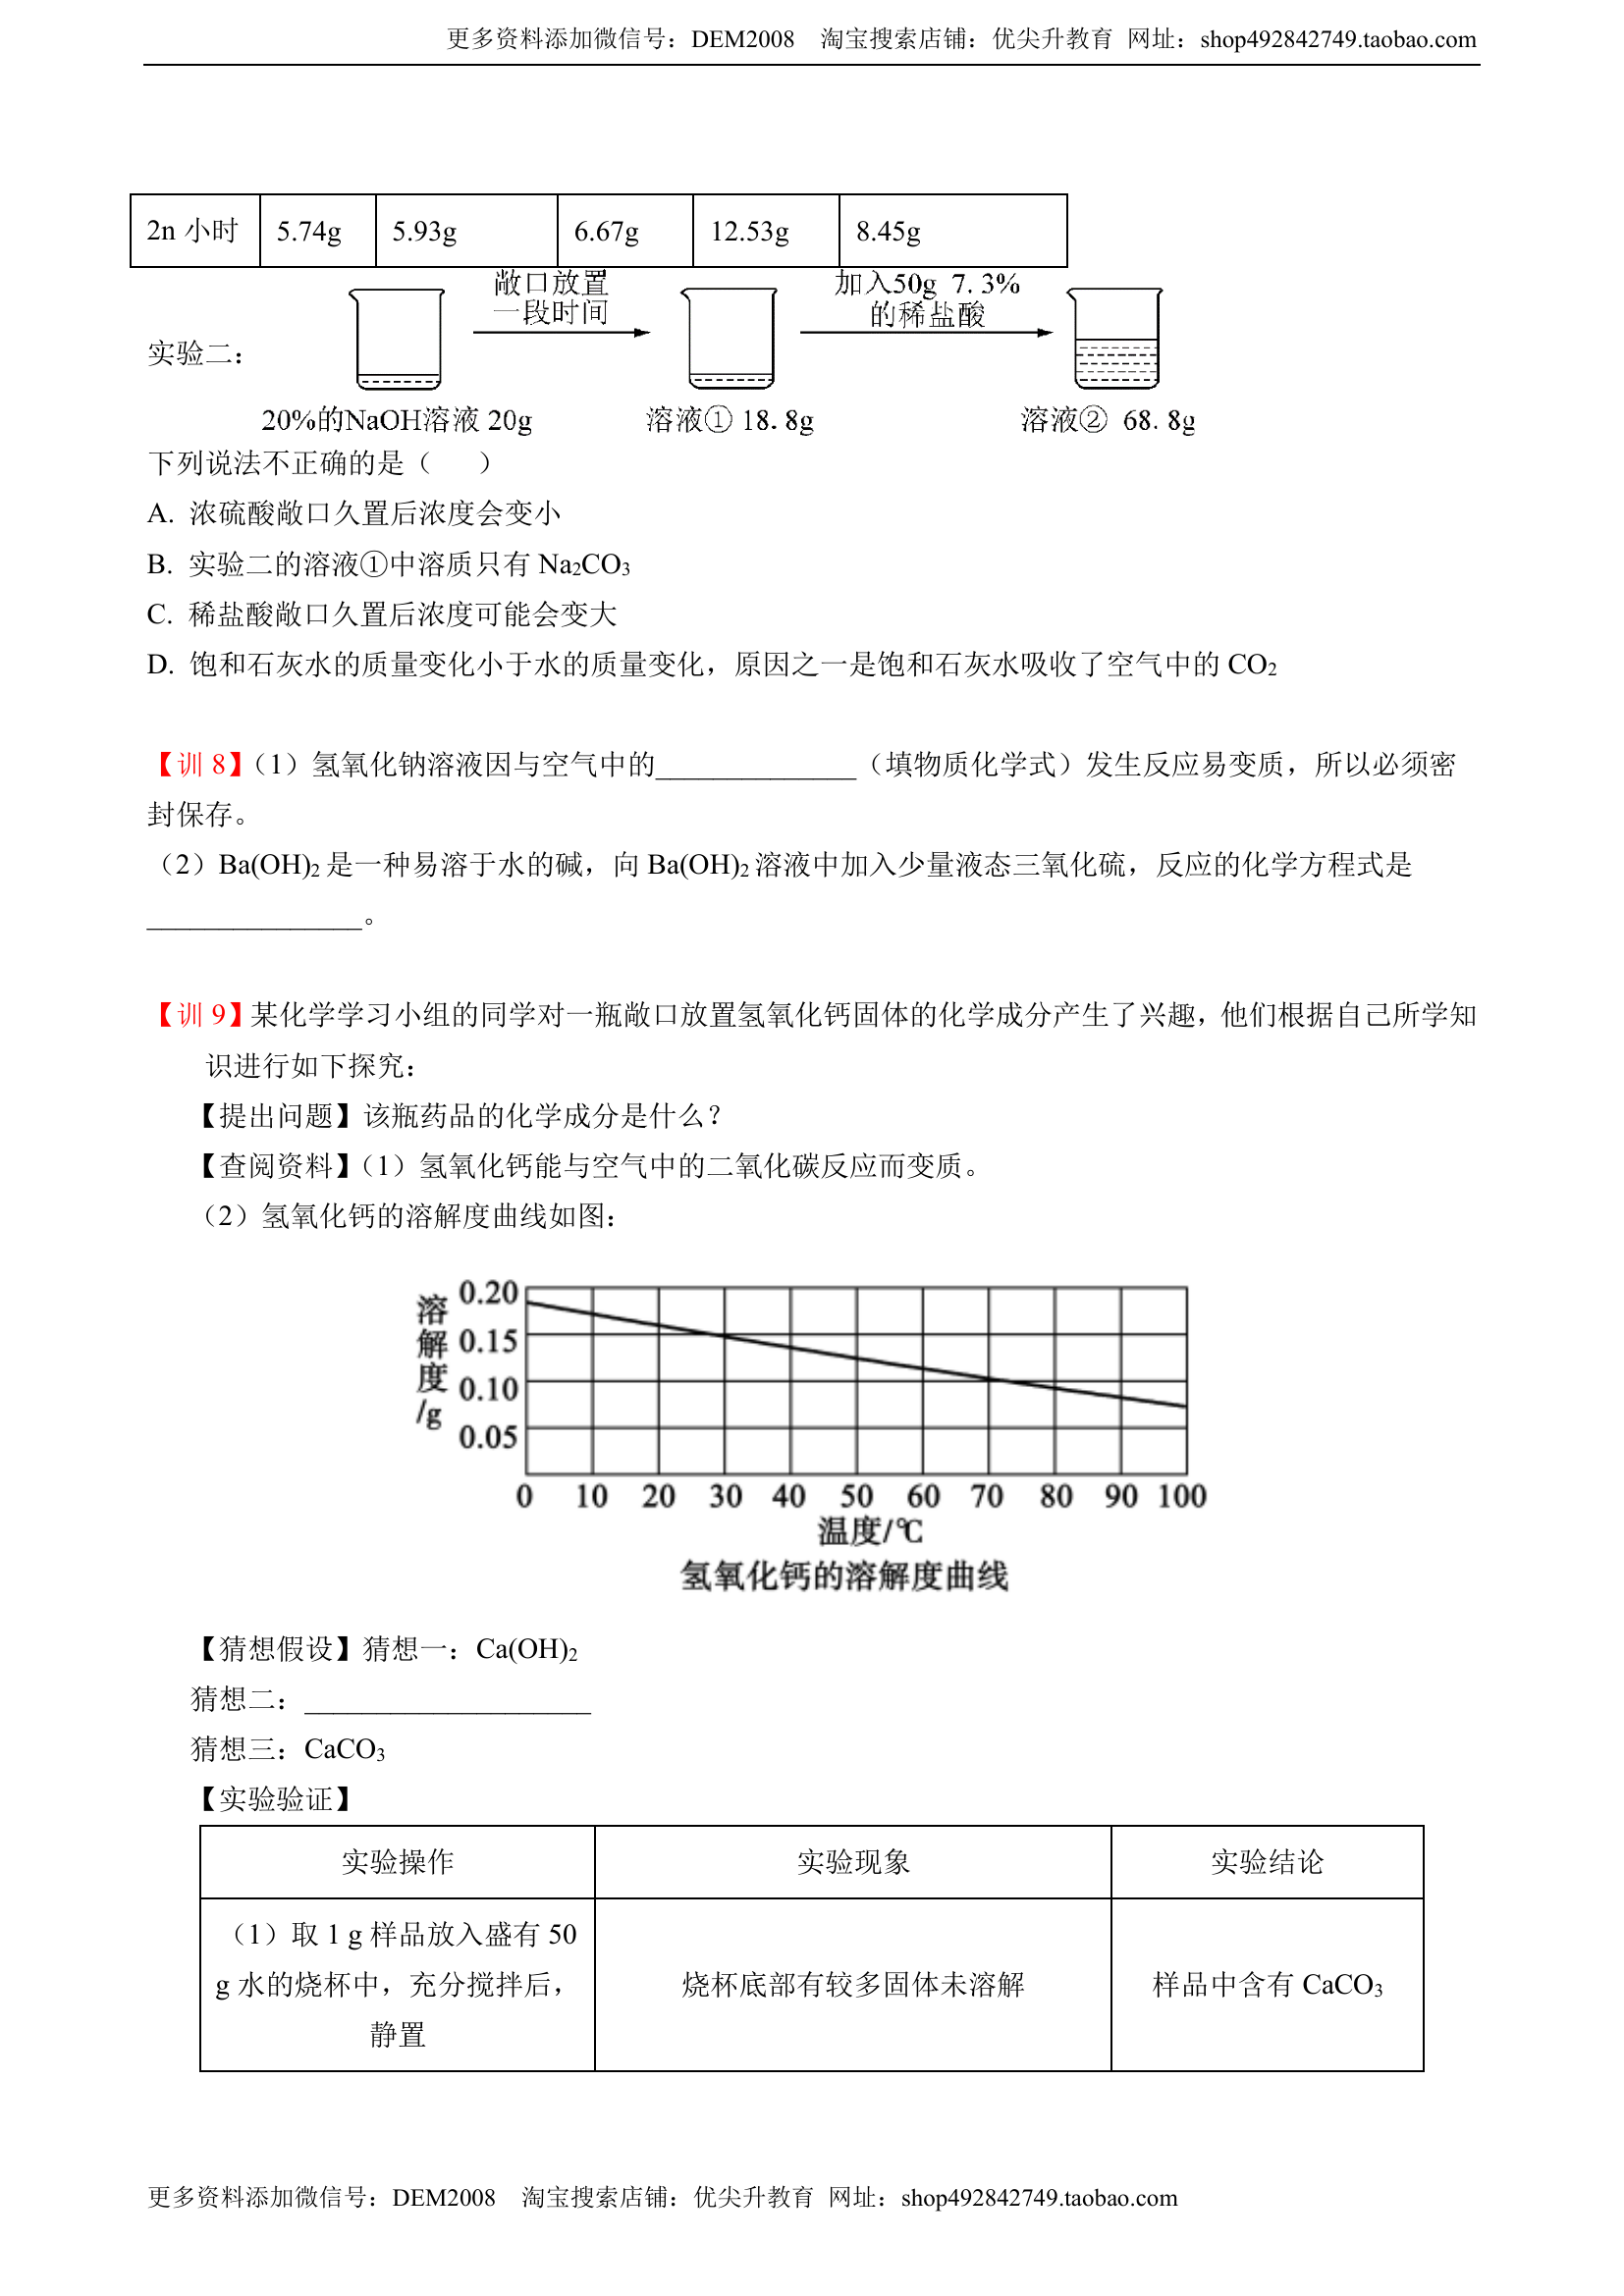 更多资料添加微信号：DEM2008 淘宝搜索店铺：优尖升教育 网址：shop492842749.taobao.com
2n 小时 5.74g 5.93g 6.67g 12.53g 8.45g
实验二：
敞口放置
一段时间
加入50g 7.3%
的稀盐酸
20%的NaOH溶液 20g 溶液① 18.8g 溶液② 68.8g
下列说法不正确的是（ ）
A. 浓硫酸敞口久置后浓度会变小
B. 实验二的溶液①中溶质只有 Na₂CO₃
C. 稀盐酸敞口久置后浓度可能会变大
D. 饱和石灰水的质量变化小于水的质量变化，原因之一是饱和石灰水吸收了空气中的 CO₂
【训 8】（1）氢氧化钠溶液因与空气中的______________（填物质化学式）发生反应易变质，所以必须密
封保存。
（2）Ba(OH)₂ 是一种易溶于水的碱，向 Ba(OH)₂ 溶液中加入少量液态三氧化硫，反应的化学方程式是
_______________。
【训 9】某化学学习小组的同学对一瓶敞口放置氢氧化钙固体的化学成分产生了兴趣，他们根据自己所学知
识进行如下探究：
【提出问题】该瓶药品的化学成分是什么？
【查阅资料】（1）氢氧化钙能与空气中的二氧化碳反应而变质。
（2）氢氧化钙的溶解度曲线如图：
溶解度/g
0.20
0.15
0.10
0.05
0 10 20 30 40 50 60 70 80 90 100
温度/℃
氢氧化钙的溶解度曲线
【猜想假设】猜想一：Ca(OH)₂
猜想二：____________________
猜想三：CaCO₃
【实验验证】
实验操作 实验现象 实验结论
（1）取 1 g 样品放入盛有 50
g 水的烧杯中，充分搅拌后， 烧杯底部有较多固体未溶解 样品中含有 CaCO₃
静置
更多资料添加微信号：DEM2008 淘宝搜索店铺：优尖升教育 网址：shop492842749.taobao.com